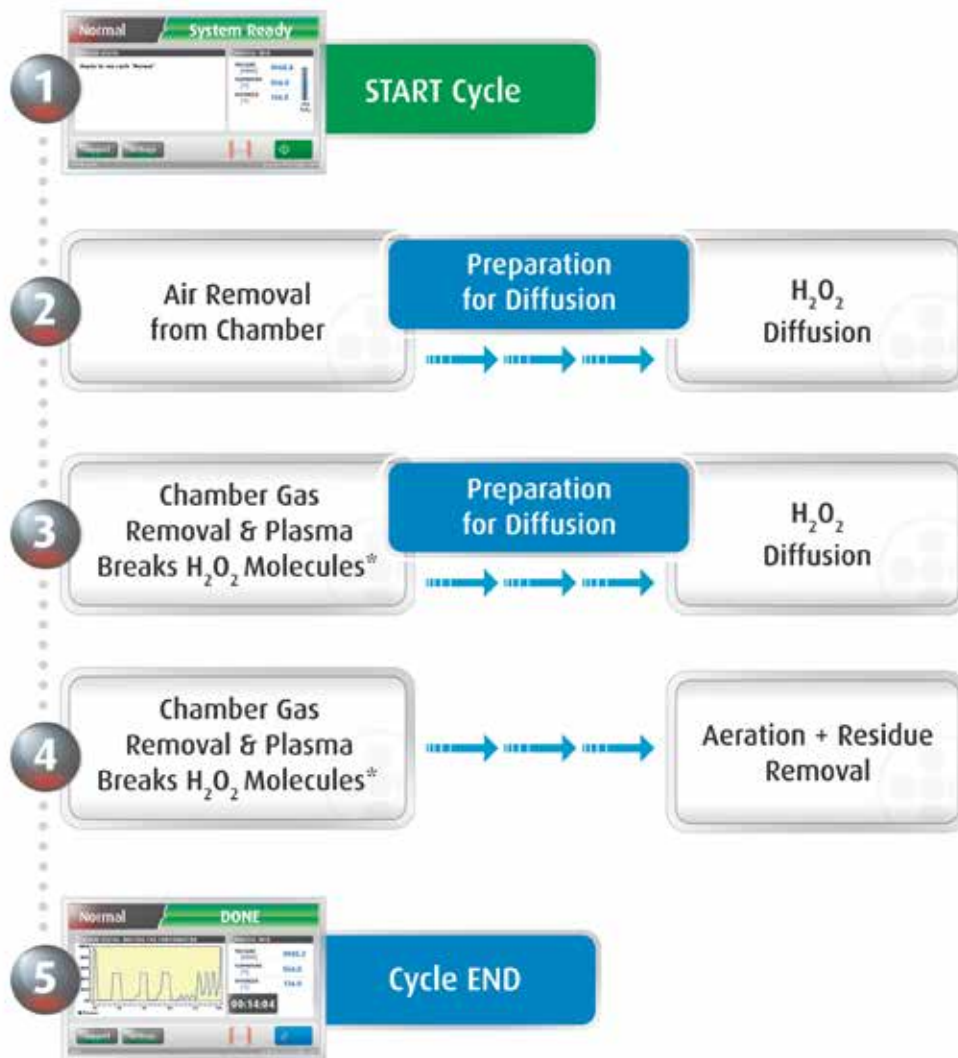 Normal
System Ready
1
START Cycle
Air Removal
from Chamber
Preparation
for Diffusion
H₂O₂
Diffusion
2
Chamber Gas
Removal & Plasma
Breaks H₂O₂ Molecules*
Preparation
for Diffusion
H₂O₂
Diffusion
3
Chamber Gas
Removal & Plasma
Breaks H₂O₂ Molecules*
Aeration + Residue
Removal
4
Normal
DONE
00:54:04
5
Cycle END